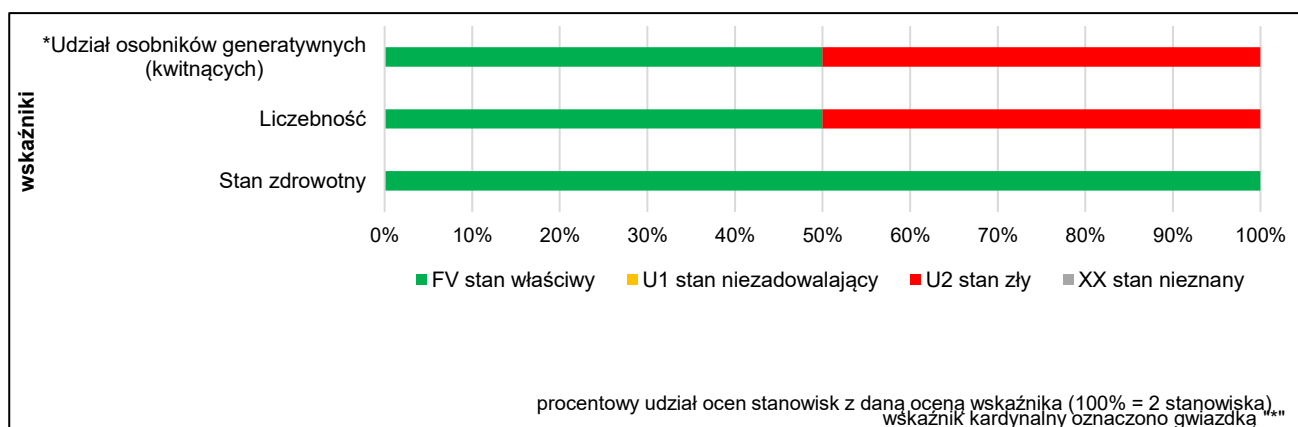 wskaźniki
*Udział osobników generatywnych
(kwitnących)
Liczebność
Stan zdrowotny
0% 10% 20% 30% 40% 50% 60% 70% 80% 90% 100%
FV stan właściwy U1 stan niezadowalający U2 stan zły XX stan nieznany
procentowy udział ocen stanowisk z daną oceną wskaźnika (100% = 2 stanowiska)
wskaźnik kardynalny oznaczono gwiazdką "*"